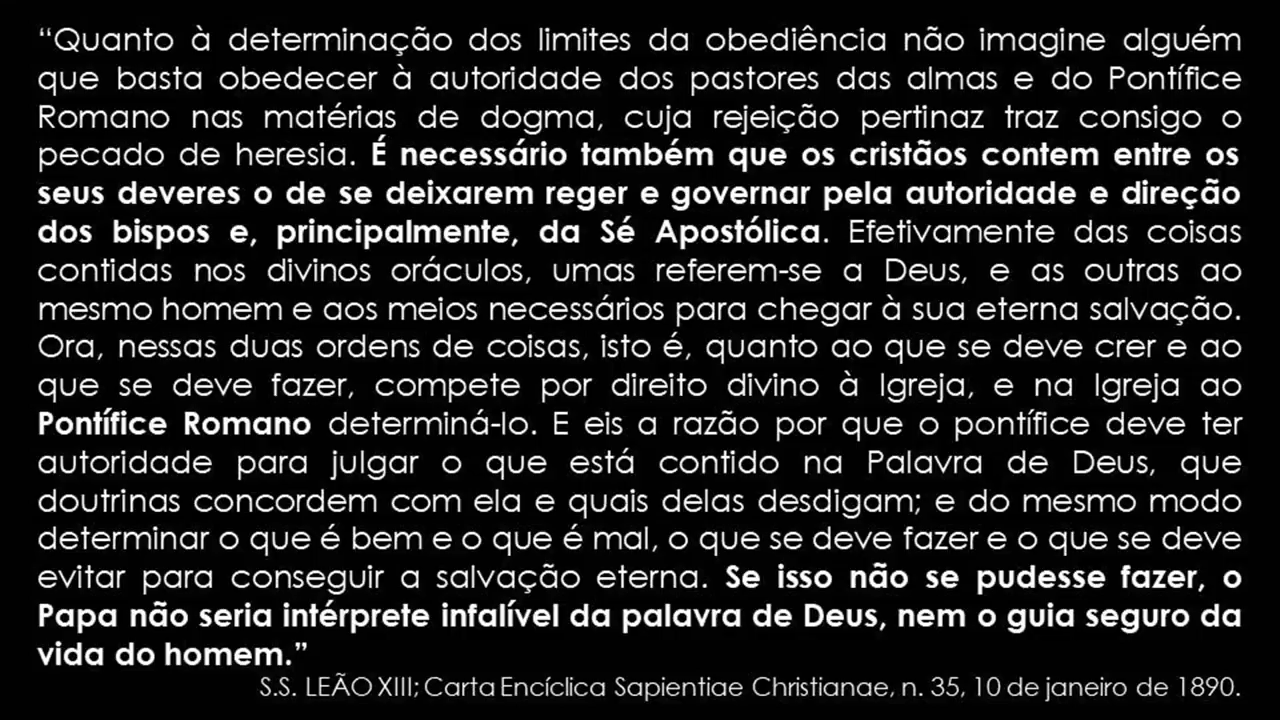 “Quanto à determinação dos limites da obediência não imagine alguém
que basta obedecer à autoridade dos pastores das almas e do Pontífice
Romano nas matérias de dogma, cuja rejeição pertinaz traz consigo o
pecado de heresia. É necessário também que os cristãos contem entre os
seus deveres o de se deixarem reger e governar pela autoridade e direção
dos bispos e, principalmente, da Sé Apostólica. Efetivamente das coisas
contidas nos divinos oráculos, umas referem-se a Deus, e as outras ao
mesmo homem e aos meios necessários para chegar à sua eterna salvação.
Ora, nessas duas ordens de coisas, isto é, quanto ao que se deve crer e ao
que se deve fazer, compete por direito divino à Igreja, e na Igreja ao
Pontífice Romano determiná-lo. E eis a razão por que o pontífice deve ter
autoridade para julgar o que está contido na Palavra de Deus, que
doutrinas concordem com ela e quais delas desdigam; e do mesmo modo
determinar o que é bem e o que é mal, o que se deve fazer e o que se deve
evitar para conseguir a salvação eterna. Se isso não se pudesse fazer, o
Papa não seria intérprete infalível da palavra de Deus, nem o guia seguro da
vida do homem.”
S.S. LEÃO XIII; Carta Encíclica Sapientiae Christianae, n. 35, 10 de janeiro de 1890.